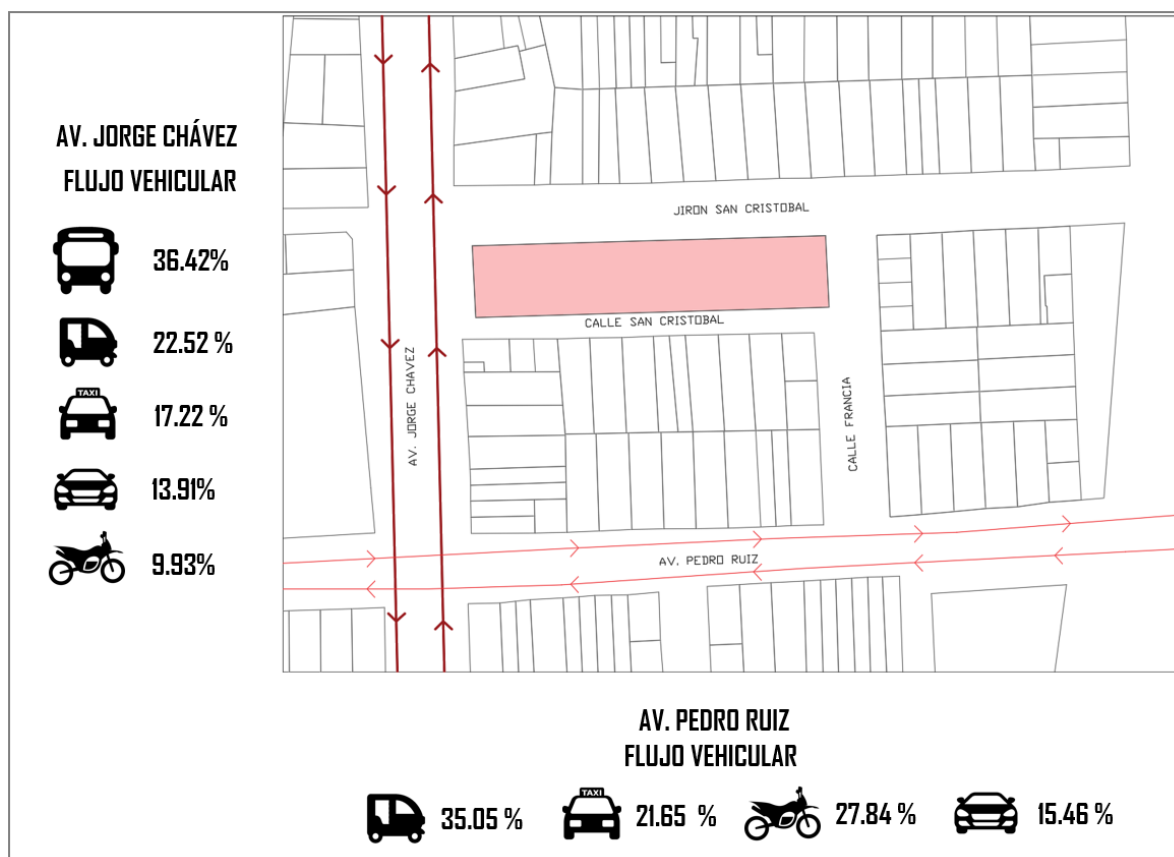 AV. JORGE CHÁVEZ
FLUJO VEHICULAR
36.42%
22.52 %
TAXI
17.22 %
13.91%
9.93%
JIRON SAN CRISTOBAL
CALLE SAN CRISTOBAL
AV. JORGE CHAVEZ
CALLE FRANCIA
AV. PEDRO RUIZ
AV. PEDRO RUIZ
FLUJO VEHICULAR
35.05 %
TAXI
21.65 %
27.84 %
15.46 %